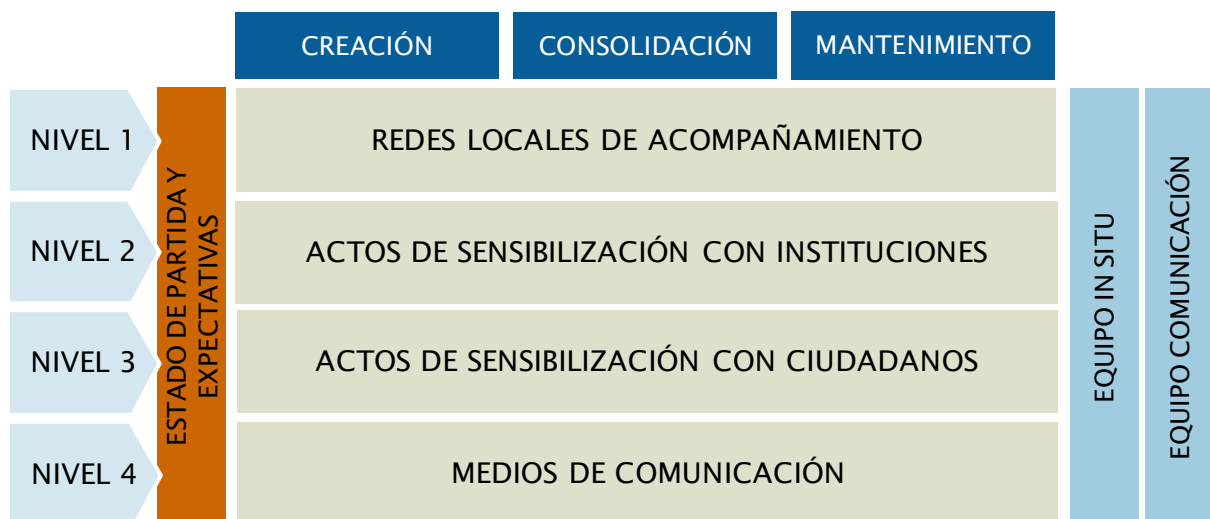 CREACIÓN
CONSOLIDACIÓN
MANTENIMIENTO
NIVEL 1
REDES LOCALES DE ACOMPAÑAMIENTO
NIVEL 2
ACTOS DE SENSIBILIZACIÓN CON INSTITUCIONES
NIVEL 3
ACTOS DE SENSIBILIZACIÓN CON CIUDADANOS
NIVEL 4
MEDIOS DE COMUNICACIÓN
ESTADO DE PARTIDA Y
EXPECTATIVAS
EQUIPO IN SITU
EQUIPO COMUNICACIÓN